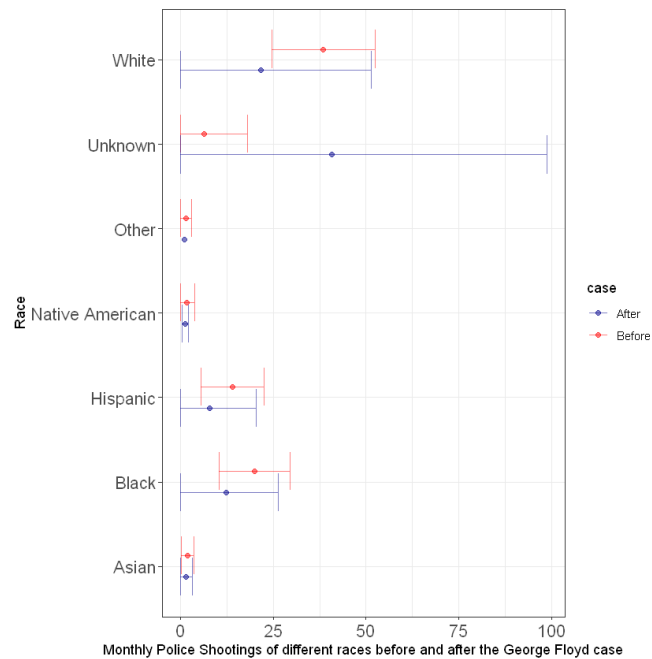 White
Unknown
Other
Native American
Hispanic
Black
Asian
Race
0 25 50 75 100
Monthly Police Shootings of different races before and after the George Floyd case
case
After
Before